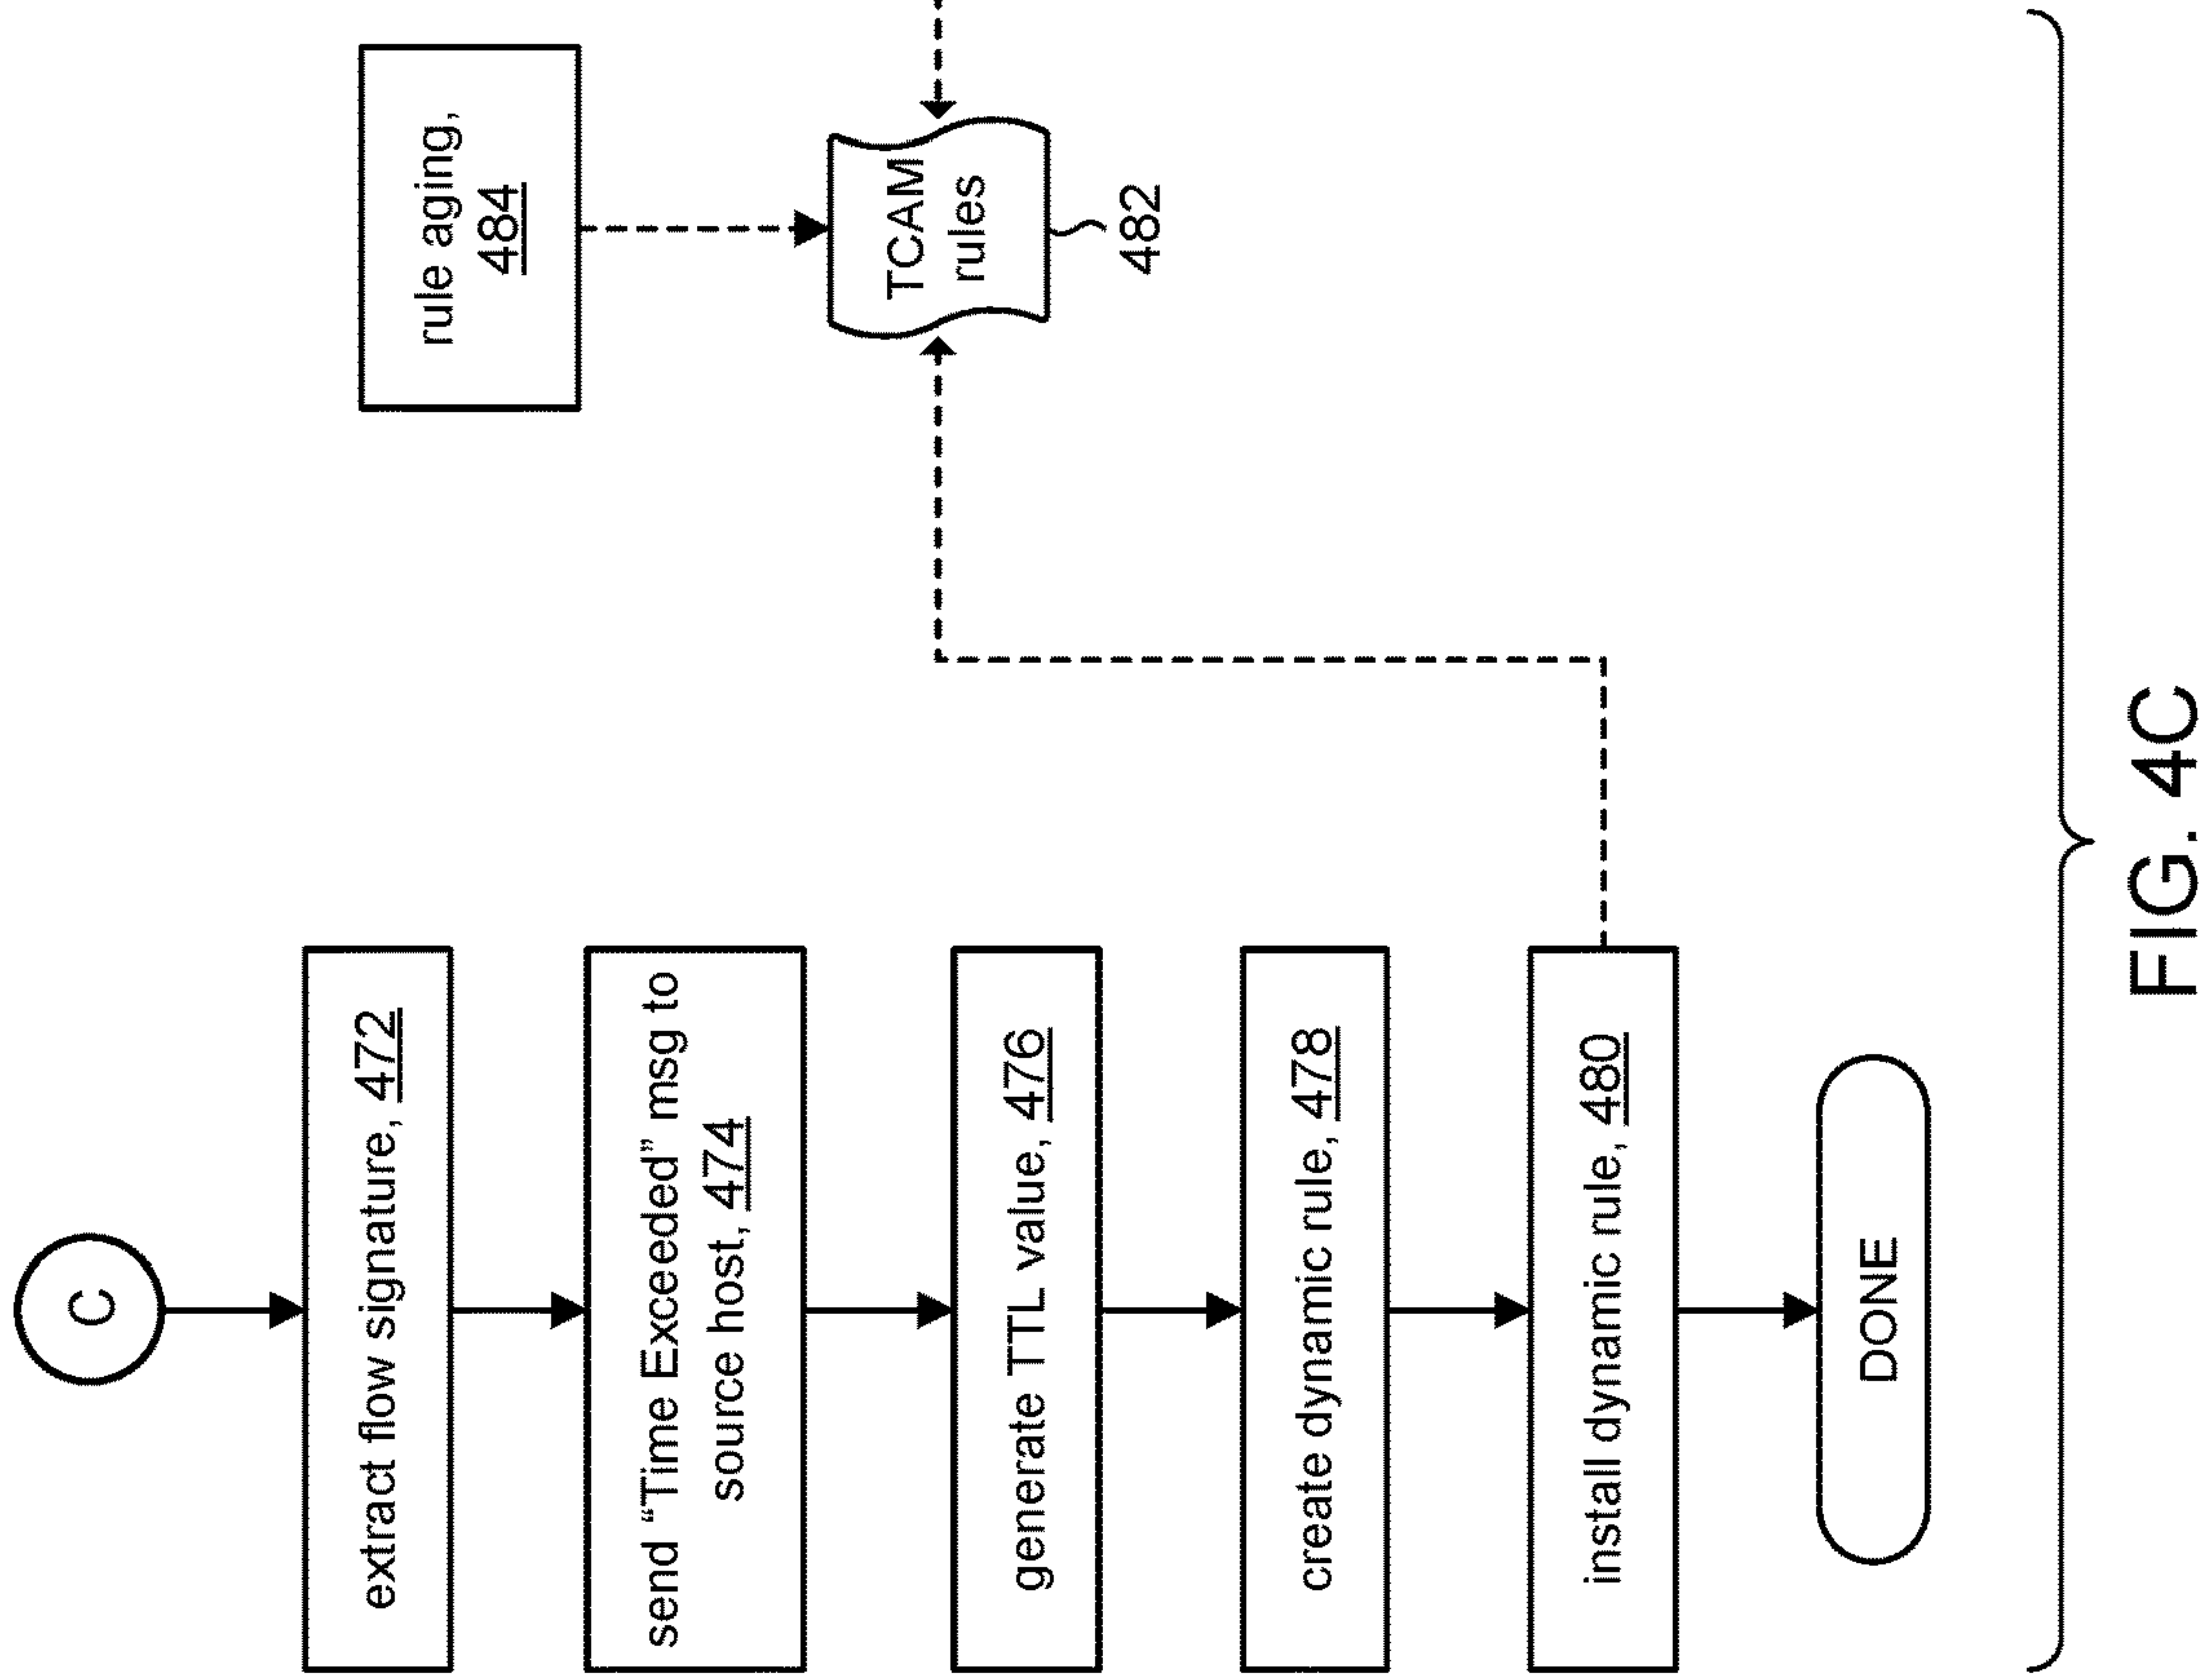 C
extract flow signature, 472
send “Time Exceeded” msg to
source host, 474
generate TTL value, 476
create dynamic rule, 478
install dynamic rule, 480
DONE
rule aging,
484
TCAM
rules
482
FIG. 4C